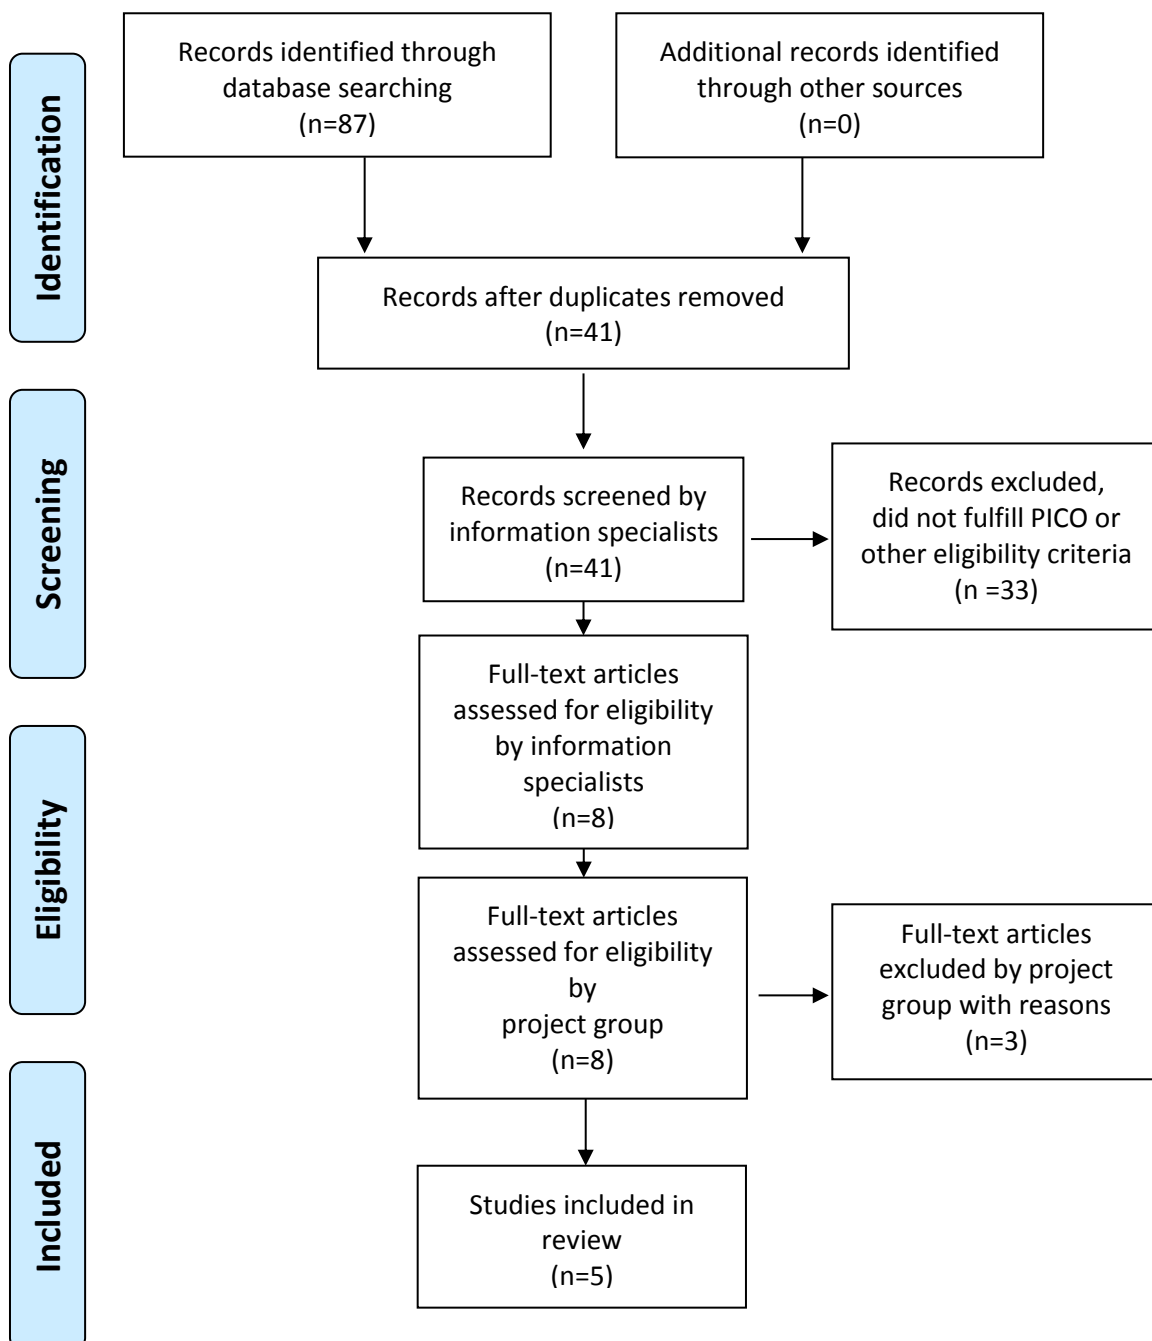 Identification
Records identified through
database searching
(n=87)
Additional records identified
through other sources
(n=0)
Records after duplicates removed
(n=41)
Screening
Records screened by
information specialists
(n=41)
Records excluded,
did not fulfill PICO or
other eligibility criteria
(n =33)
Full-text articles
assessed for eligibility
by information
specialists
(n=8)
Eligibility
Full-text articles
assessed for eligibility
by
project group
(n=8)
Full-text articles
excluded by project
group with reasons
(n=3)
Included
Studies included in
review
(n=5)